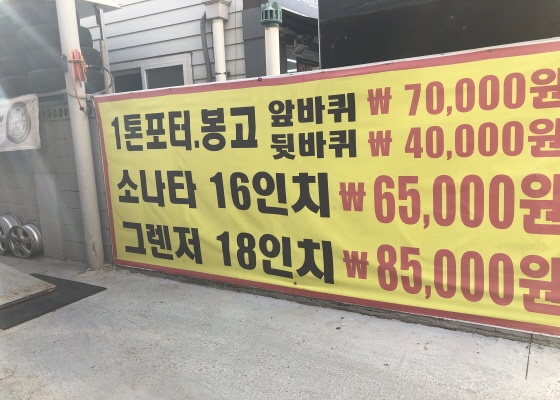 1톤포터.봉고 앞바퀴 ₩ 70,000원
뒷바퀴 ₩ 40,000원
소나타 16인치 ₩65,000원
그렌저 18인치 ₩85,000원